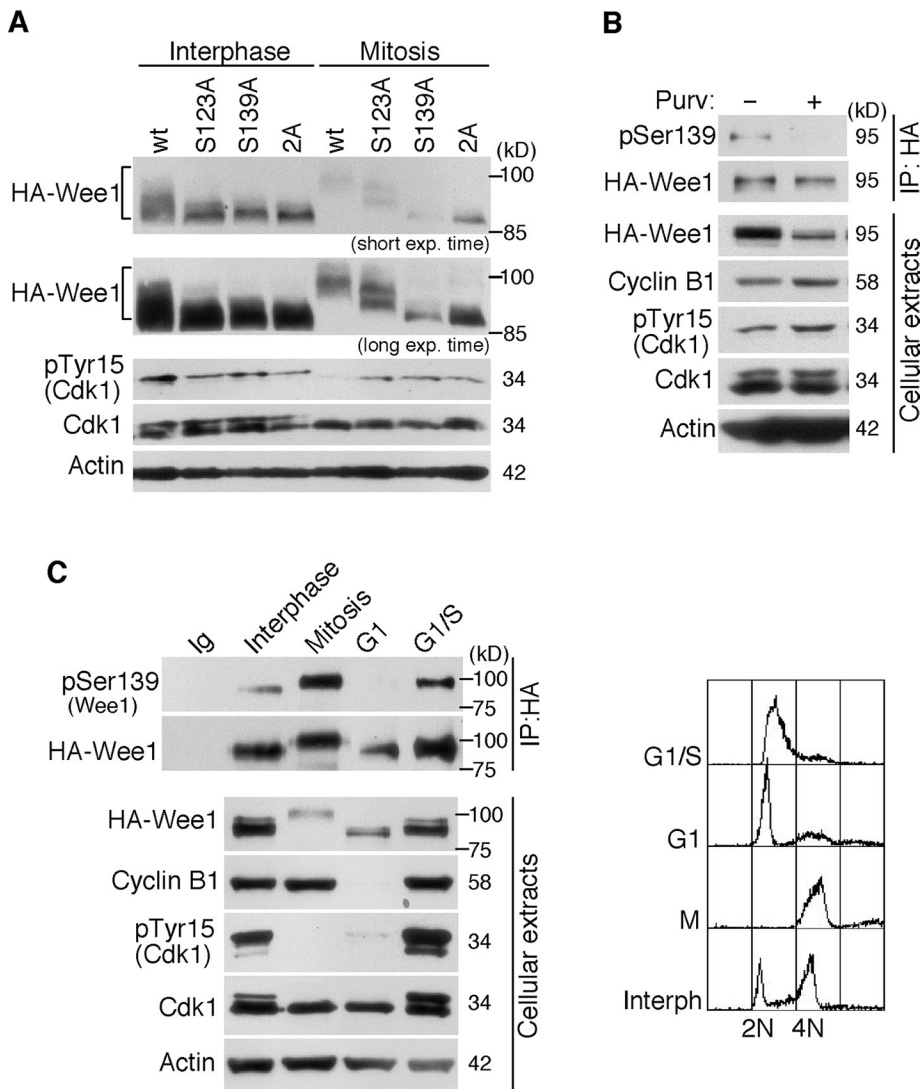 A
Interphase Mitosis
wt S123A S139A 2A wt S123A S139A 2A
(kD)
HA-Wee1
100
85
(short exp. time)
HA-Wee1
100
85
(long exp. time)
pTyr15
(Cdk1)
34
Cdk1
34
Actin
42
B
Purv: – +
(kD)
pSer139
95
HA-Wee1
95
IP: HA
HA-Wee1
95
Cyclin B1
58
pTyr15
(Cdk1)
34
Cdk1
34
Actin
42
Cellular extracts
C
Ig Interphase Mitosis G1 G1/S
(kD)
pSer139
(Wee1)
100
75
HA-Wee1
100
75
IP:HA
HA-Wee1
100
75
Cyclin B1
58
pTyr15
(Cdk1)
34
Cdk1
34
Actin
42
Cellular extracts
G1/S
G1
M
Interph
2N 4N